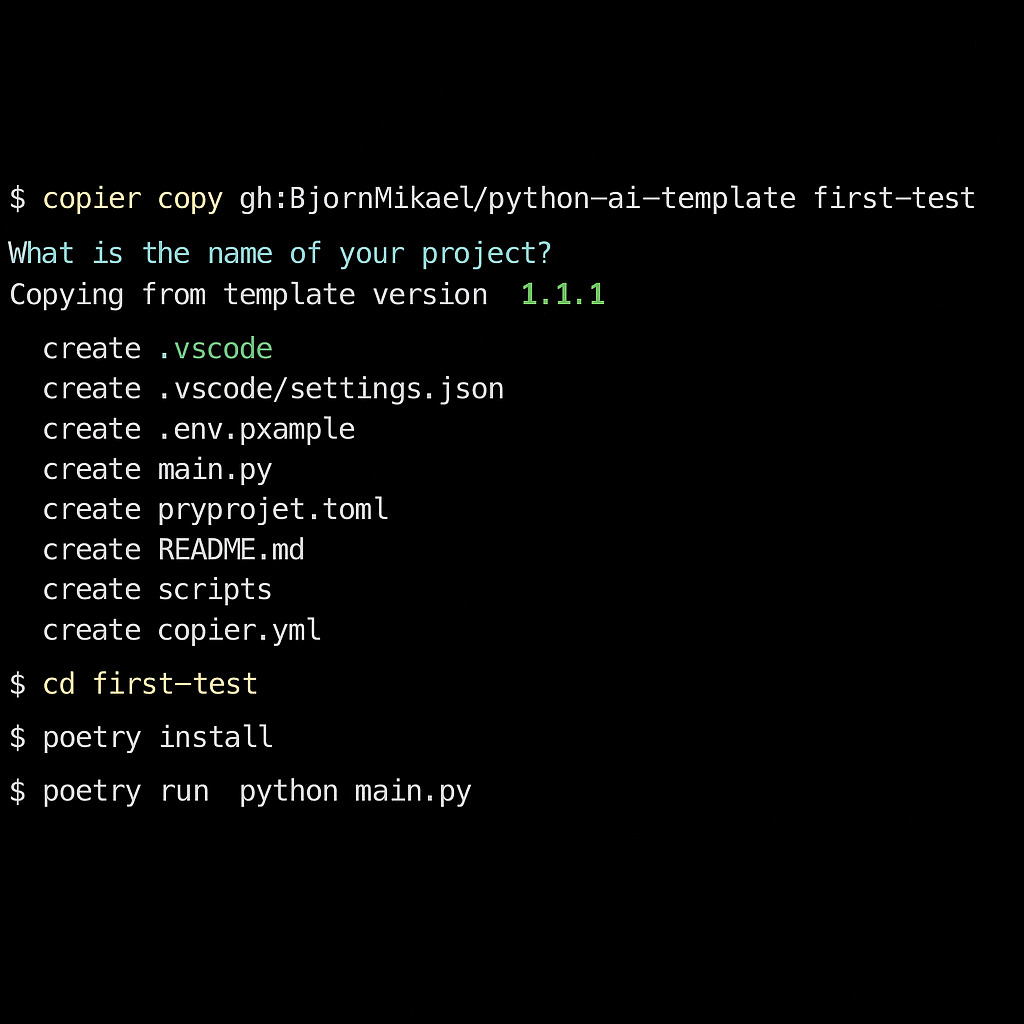 $ copier copy gh:BjornMikael/python-ai-template first-test
What is the name of your project?
Copying from template version 1.1.1
create .vscode
create .vscode/settings.json
create .env.pxample
create main.py
create pryprojet.toml
create README.md
create scripts
create copier.yml
$ cd first-test
$ poetry install
$ poetry run python main.py